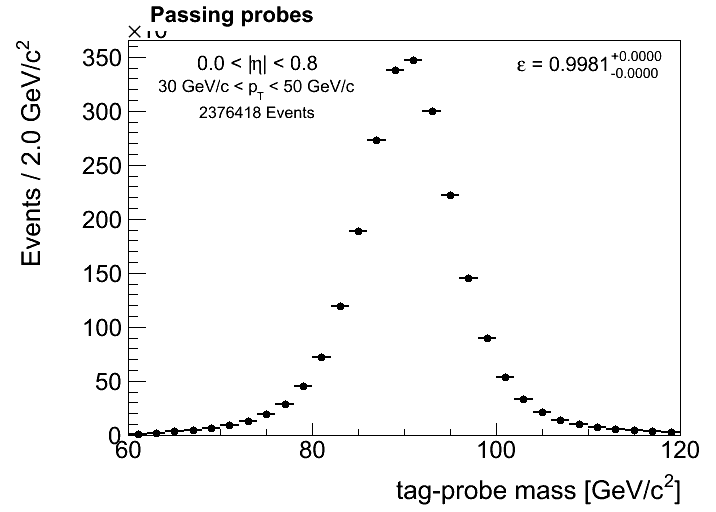 Passing probes
×10
350
300
250
200
150
100
50
0
Events / 2.0 GeV/c²
0.0 < |η| < 0.8
30 GeV/c < p_T < 50 GeV/c
2376418 Events
ε = 0.9981 +0.0000 -0.0000
60 80 100 120
tag-probe mass [GeV/c²]